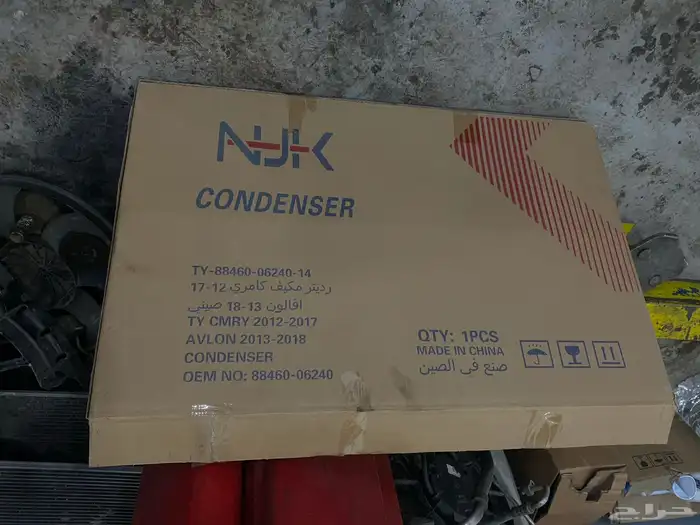 NJK
CONDENSER
TY-88460-06240-14
رديتر مكيف كامري 12-17
افالون 13-18 صيني
TY CMRY 2012-2017
AVLON 2013-2018
CONDENSER
OEM NO: 88460-06240
QTY: 1PCS
MADE IN CHINA
صنع في الصين
حراج